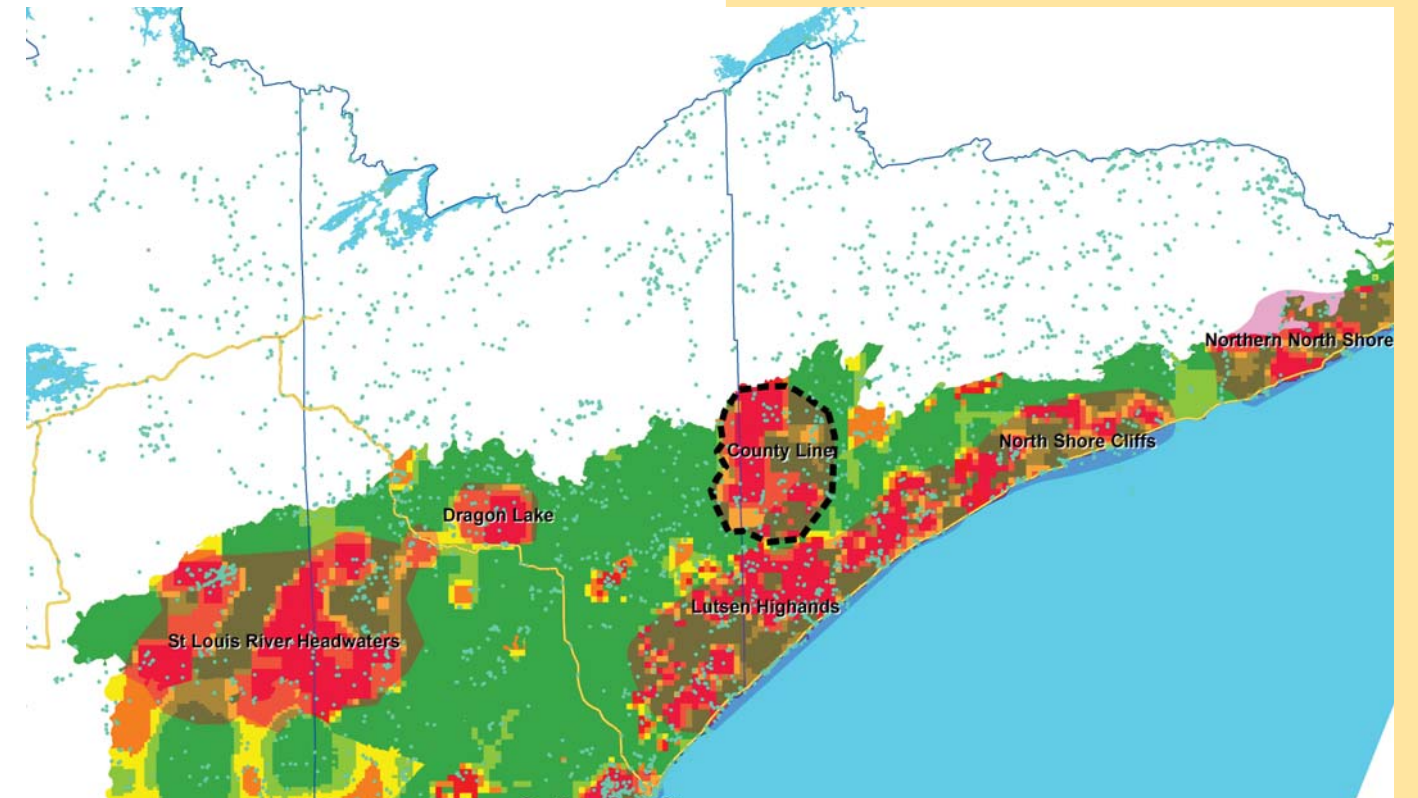 Northern North Shore
North Shore Cliffs
County Line
Dragon Lake
Lutsen Highands
St Louis River Headwaters